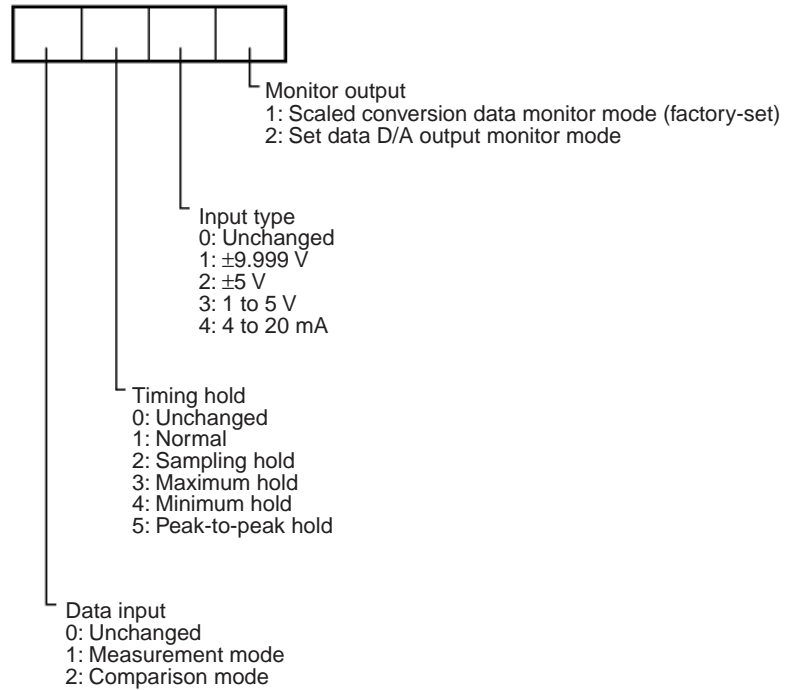 Monitor output
1: Scaled conversion data monitor mode (factory-set)
2: Set data D/A output monitor mode
Input type
0: Unchanged
1: ±9.999 V
2: ±5 V
3: 1 to 5 V
4: 4 to 20 mA
Timing hold
0: Unchanged
1: Normal
2: Sampling hold
3: Maximum hold
4: Minimum hold
5: Peak-to-peak hold
Data input
0: Unchanged
1: Measurement mode
2: Comparison mode